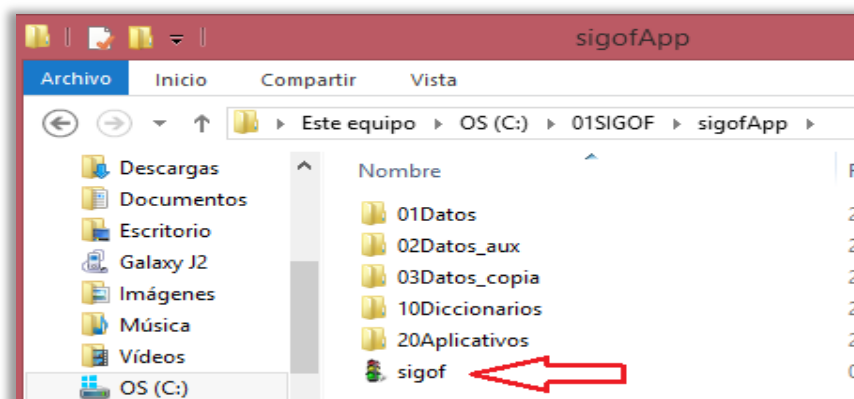 sigofApp
Archivo Inicio Compartir Vista
Este equipo OS (C:) 01SIGOF sigofApp
Nombre
Descargas
Documentos
Escritorio
Galaxy J2
Imágenes
Música
Vídeos
OS (C:)
01Datos
02Datos_aux
03Datos_copia
10Diccionarios
20Aplicativos
sigof